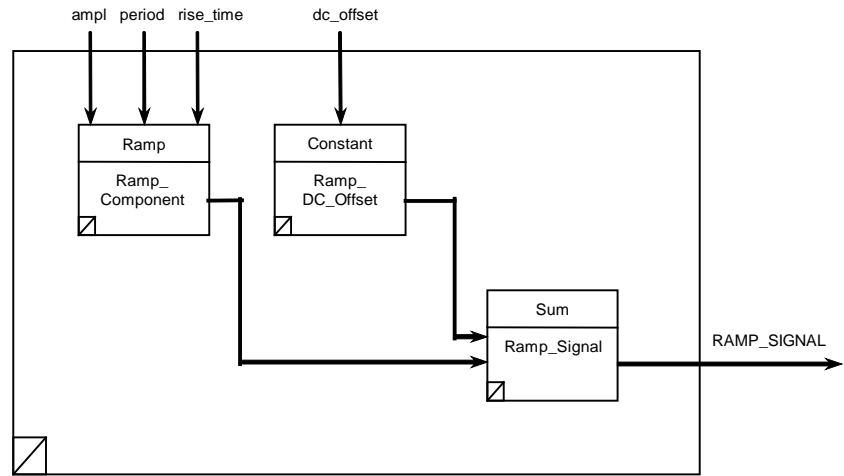 ampl period rise_time dc_offset
Ramp
Ramp_
Component
Constant
Ramp_
DC_Offset
Sum
Ramp_Signal
RAMP_SIGNAL